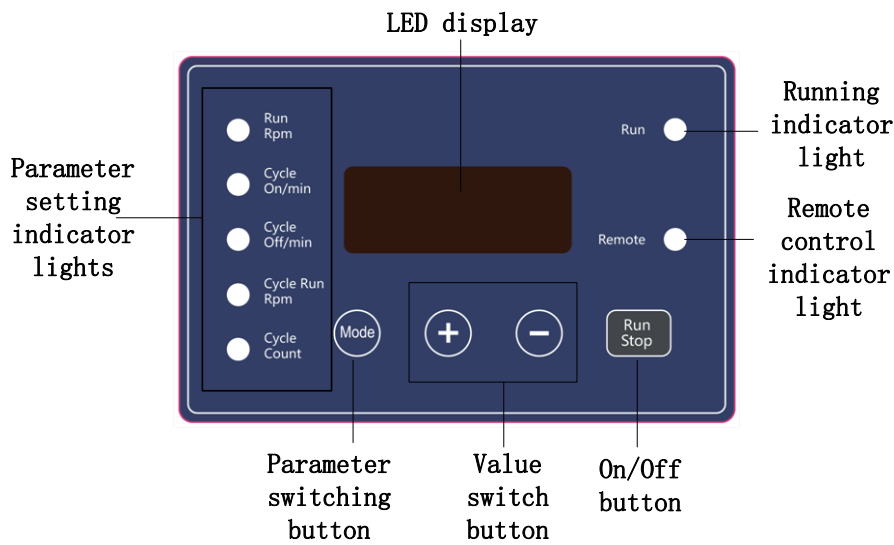 LED display
Parameter
setting
indicator
lights
Run
Rpm
Cycle
On/min
Cycle
Off/min
Cycle Run
Rpm
Cycle
Count
Run
Remote
Running
indicator
light
Remote
control
indicator
light
Mode
+
−
Run
Stop
Parameter
switching
button
Value
switch
button
On/Off
button